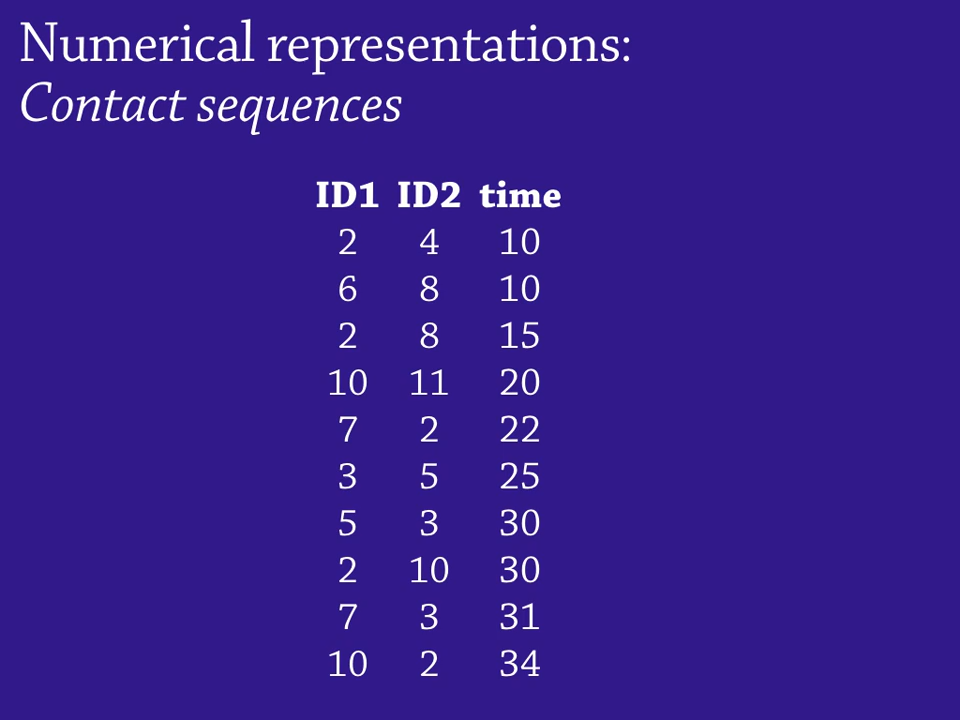 Numerical representations:
Contact sequences
ID1 ID2 time
2 4 10
6 8 10
2 8 15
10 11 20
7 2 22
3 5 25
5 3 30
2 10 30
7 3 31
10 2 34